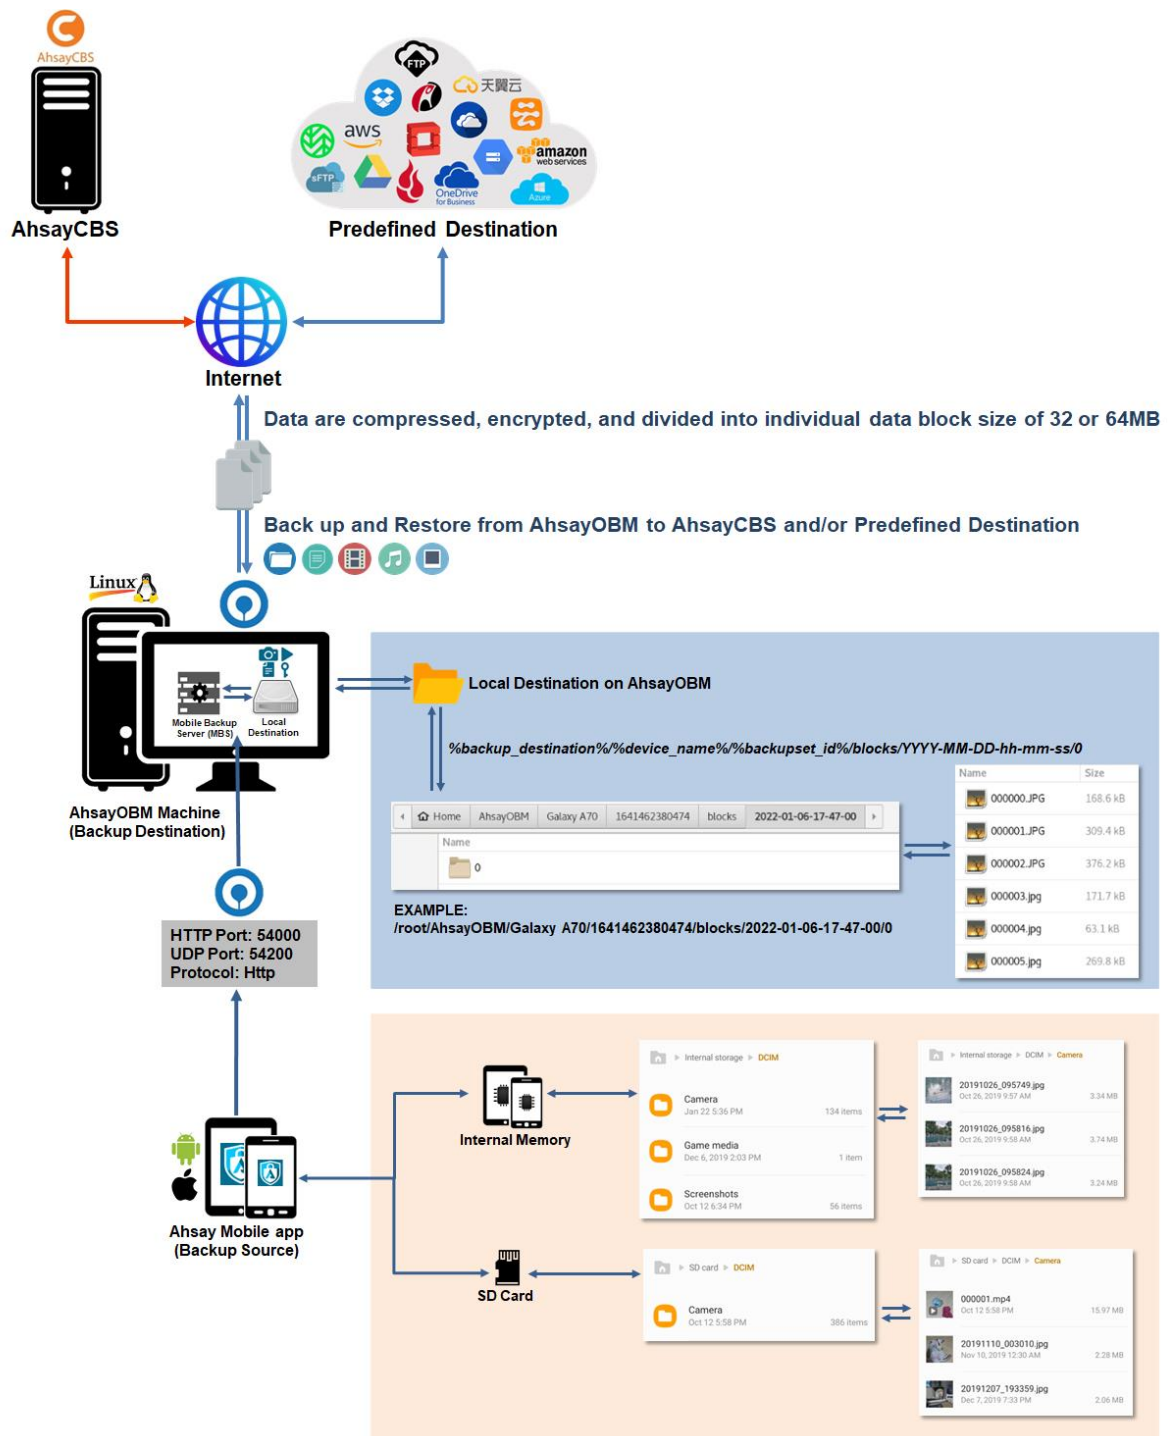 AhsayCBS
AhsayCBS
FTP
天翼云
aws
amazon
web services
sFTP
OneDrive
for Business
Azure
Predefined Destination
Internet
Data are compressed, encrypted, and divided into individual data block size of 32 or 64MB
Back up and Restore from AhsayOBM to AhsayCBS and/or Predefined Destination
Linux
Mobile Backup
Server (MBS)
Local
Destination
AhsayOBM Machine
(Backup Destination)
Local Destination on AhsayOBM
%backup_destination%/%device_name%/%backupset_id%/blocks/YYYY-MM-DD-hh-mm-ss/0
Home AhsayOBM Galaxy A70 1641462380474 blocks 2022-01-06-17-47-00
Name
0
Name Size
000000.JPG 168.6 kB
000001.JPG 309.4 kB
000002.JPG 376.2 kB
000003.jpg 171.7 kB
000004.jpg 63.1 kB
000005.jpg 269.8 kB
EXAMPLE:
/root/AhsayOBM/Galaxy A70/1641462380474/blocks/2022-01-06-17-47-00/0
HTTP Port: 54000
UDP Port: 54200
Protocol: Http
Ahsay Mobile app
(Backup Source)
Internal Memory
Internal storage DCIM
Camera
Jan 22 5:36 PM 134 items
Game media
Dec 6, 2019 2:03 PM 1 item
Screenshots
Oct 12 6:34 PM 56 items
Internal storage DCIM Camera
20191026_095749.jpg
Oct 26, 2019 9:57 AM 3.34 MB
20191026_095816.jpg
Oct 26, 2019 9:58 AM 3.74 MB
20191026_095824.jpg
Oct 26, 2019 9:58 AM 3.24 MB
SD Card
SD card DCIM
Camera
Oct 12 5:58 PM 386 items
SD card DCIM Camera
000001.mp4
Oct 12 5:58 PM 15.97 MB
20191110_003010.jpg
Nov 10, 2019 12:30 AM 2.28 MB
20191207_193359.jpg
Dec 7, 2019 7:33 PM 2.06 MB